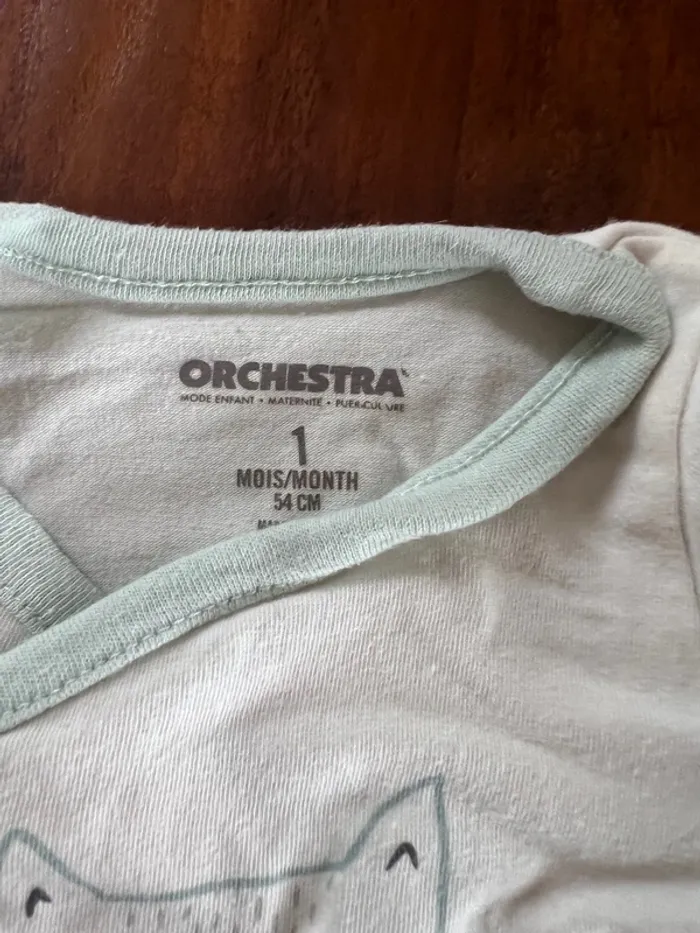 ORCHESTRA
MODE ENFANT • MATERNITÉ • PUÉRICULTURE
1
MOIS/MONTH
54 CM